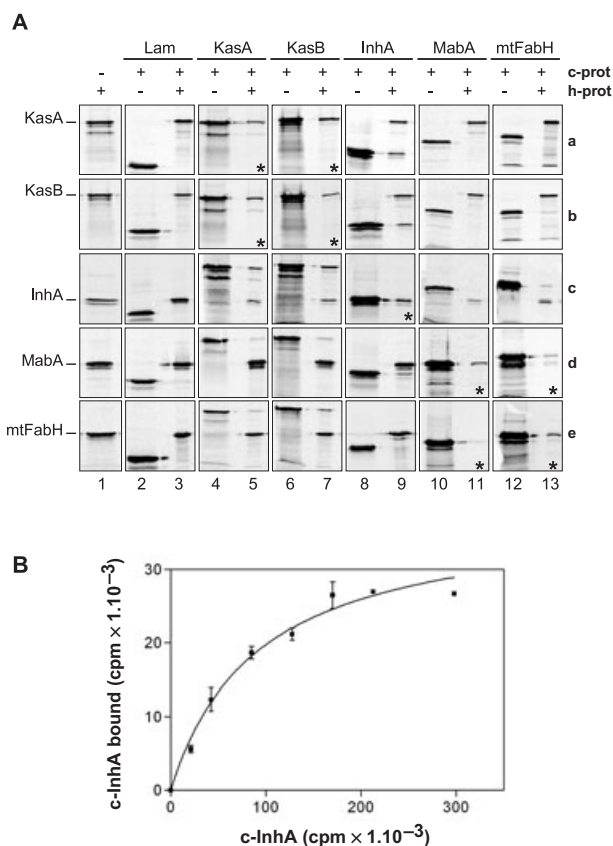 A
Lam KasA KasB InhA MabA mtFabH
- + + + + + + + + + + + + c-prot
+ + + + + + + h-prot
KasA a
* *
KasB b
* *
InhA c
*
MabA d
* *
mtFabH e
* *
1 2 3 4 5 6 7 8 9 10 11 12 13
B
c-InhA bound (cpm × 1.10⁻³)
30
20
10
0
0 100 200 300
c-InhA (cpm × 1.10⁻³)